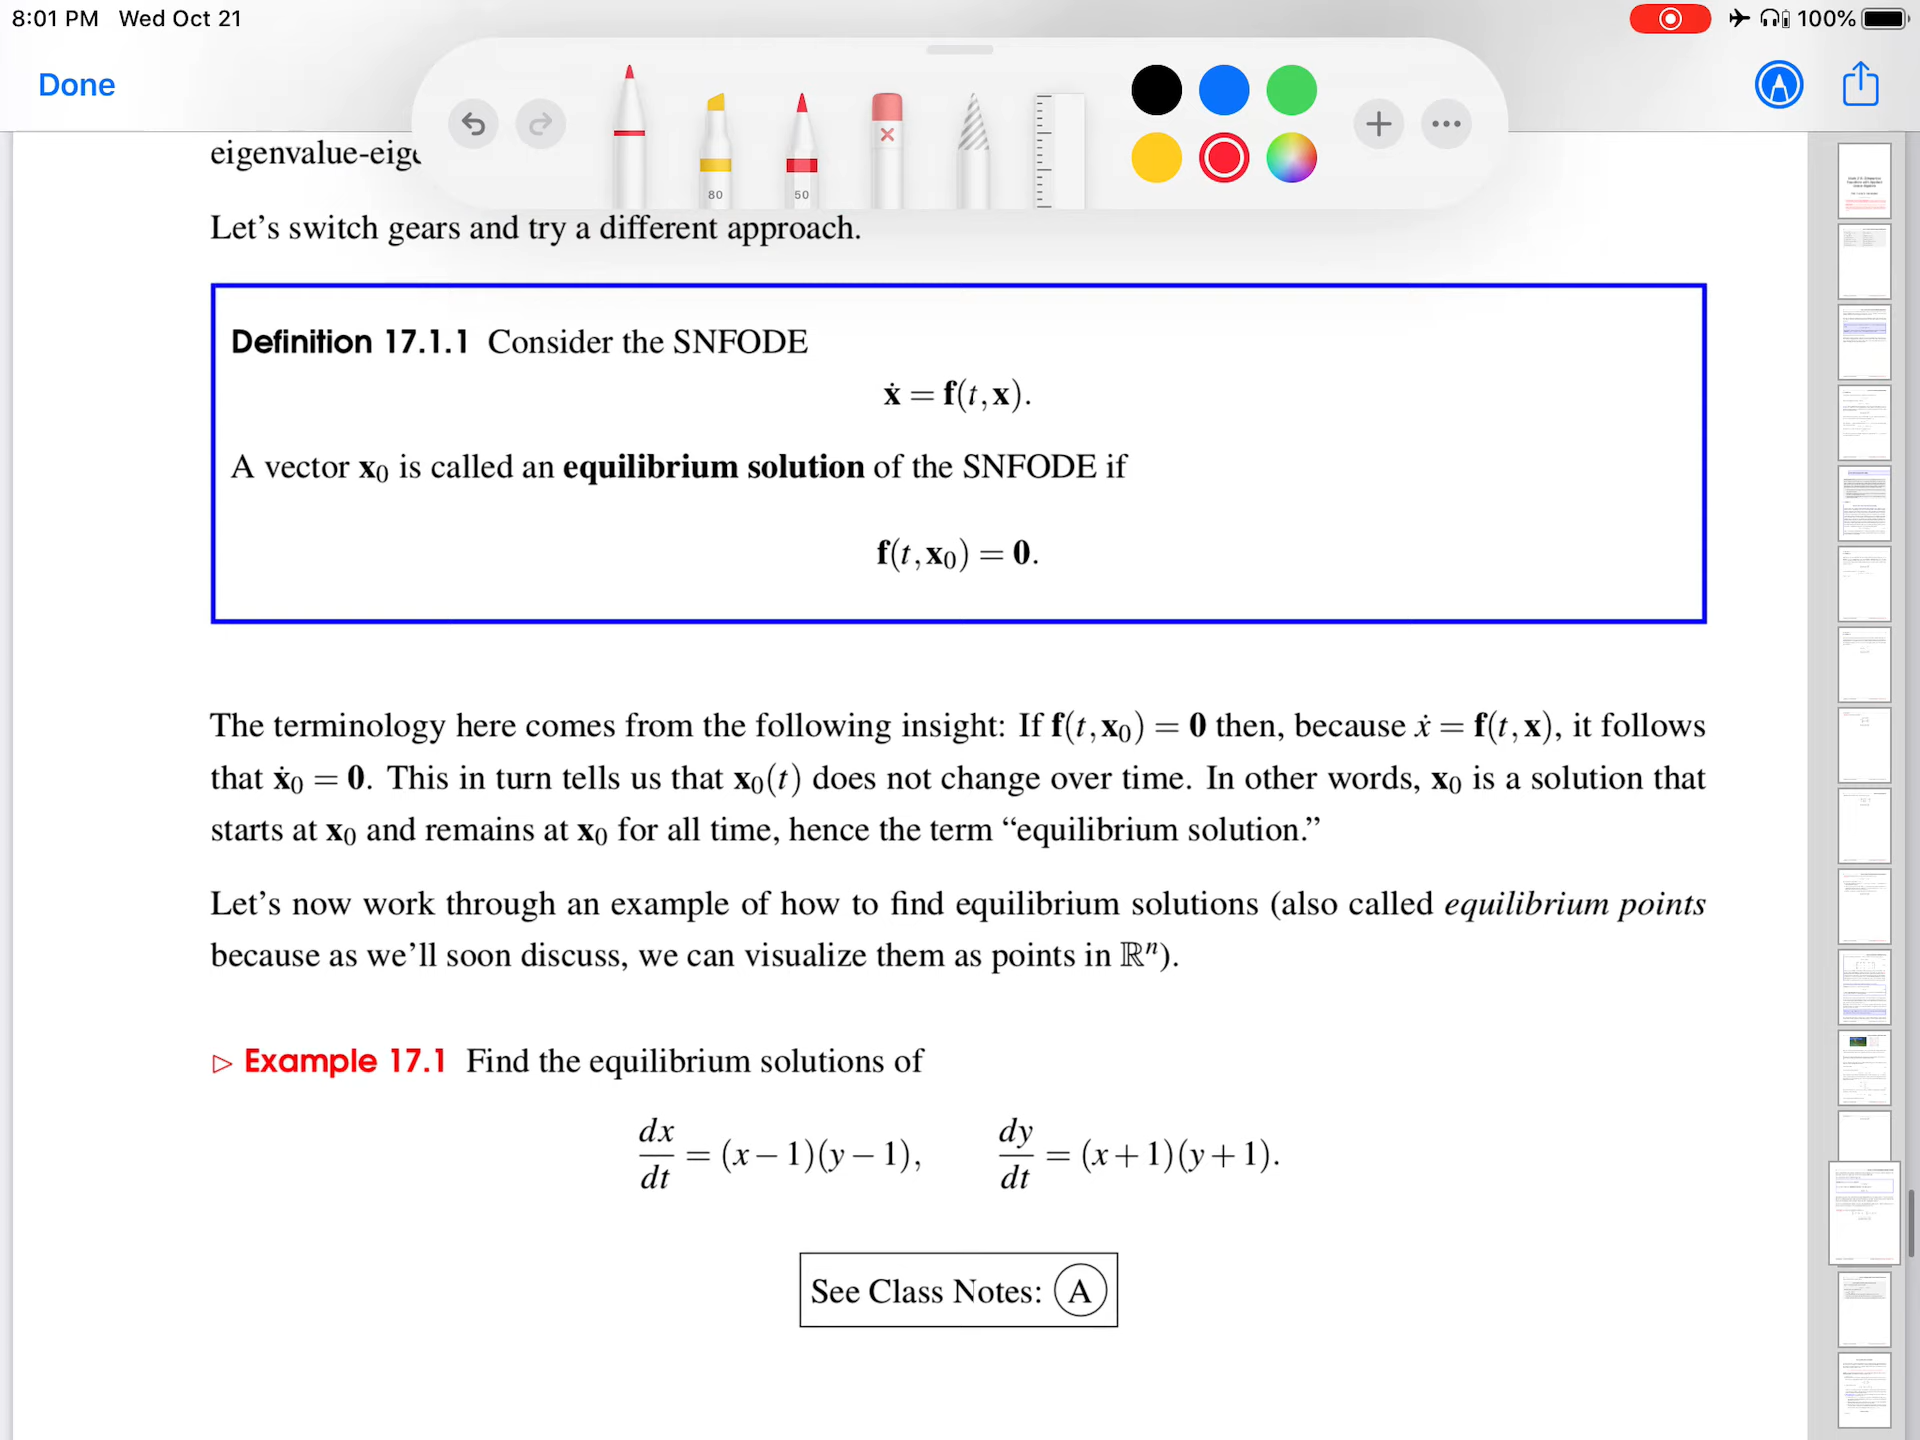 8:01 PM Wed Oct 21
100%
Done
80
50
Let's switch gears and try a different approach.
Definition 17.1.1 Consider the SNFODE
ẋ = f(t, x).
A vector x₀ is called an equilibrium solution of the SNFODE if
f(t, x₀) = 0.
The terminology here comes from the following insight: If f(t, x₀) = 0 then, because ẋ = f(t, x), it follows
that ẋ₀ = 0. This in turn tells us that x₀(t) does not change over time. In other words, x₀ is a solution that
starts at x₀ and remains at x₀ for all time, hence the term “equilibrium solution.”
Let's now work through an example of how to find equilibrium solutions (also called equilibrium points
because as we'll soon discuss, we can visualize them as points in ℝⁿ).
▷ Example 17.1 Find the equilibrium solutions of
dx/dt = (x − 1)(y − 1), dy/dt = (x + 1)(y + 1).
See Class Notes: A